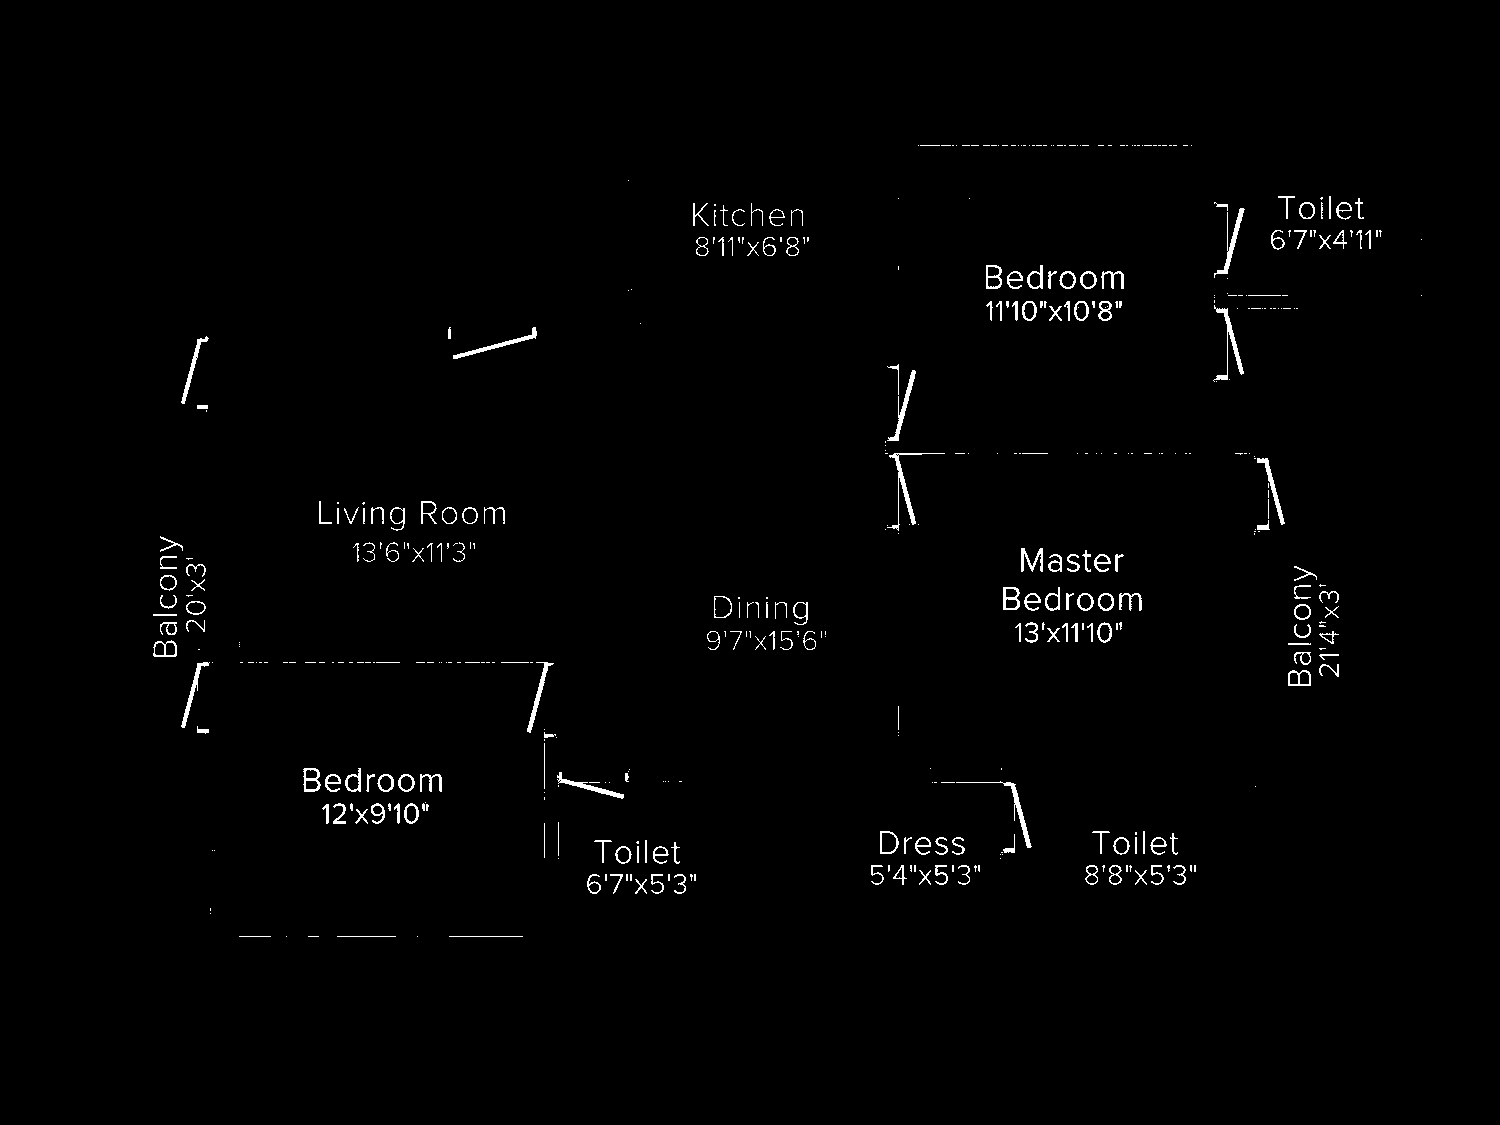 Kitchen
8'11"x6'8"
Toilet
6'7"x4'11"
Bedroom
11'10"x10'8"
Living Room
13'6"x11'3"
Balcony
20'x3'
Dining
9'7"x15'6"
Master
Bedroom
13'x11'10"
Balcony
21'4"x3'
Bedroom
12'x9'10"
Toilet
6'7"x5'3"
Dress
5'4"x5'3"
Toilet
8'8"x5'3"